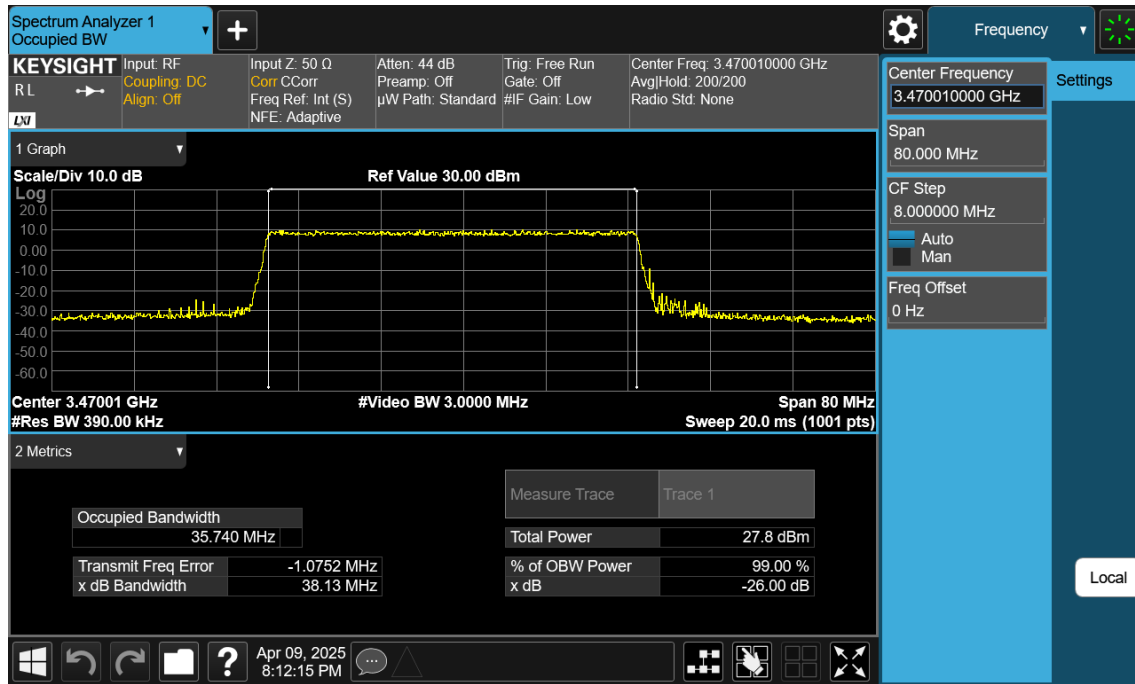 Spectrum Analyzer 1
Occupied BW
+
Frequency
KEYSIGHT
R L
LXI
Input: RF
Coupling: DC
Align: Off
Input Z: 50 Ω
Corr CCorr
Freq Ref: Int (S)
NFE: Adaptive
Atten: 44 dB
Preamp: Off
µW Path: Standard
Trig: Free Run
Gate: Off
#IF Gain: Low
Center Freq: 3.470010000 GHz
Avg|Hold: 200/200
Radio Std: None
Center Frequency
3.470010000 GHz
Settings
Span
80.000 MHz
CF Step
8.000000 MHz
Auto
Man
Freq Offset
0 Hz
Local
1 Graph
Scale/Div 10.0 dB
Ref Value 30.00 dBm
Log
20.0
10.0
0.00
-10.0
-20.0
-30.0
-40.0
-50.0
-60.0
Center 3.47001 GHz
#Video BW 3.0000 MHz
Span 80 MHz
#Res BW 390.00 kHz
Sweep 20.0 ms (1001 pts)
2 Metrics
Measure Trace
Trace 1
Occupied Bandwidth
35.740 MHz
Total Power
27.8 dBm
Transmit Freq Error
-1.0752 MHz
% of OBW Power
99.00 %
x dB Bandwidth
38.13 MHz
x dB
-26.00 dB
?
Apr 09, 2025
8:12:15 PM